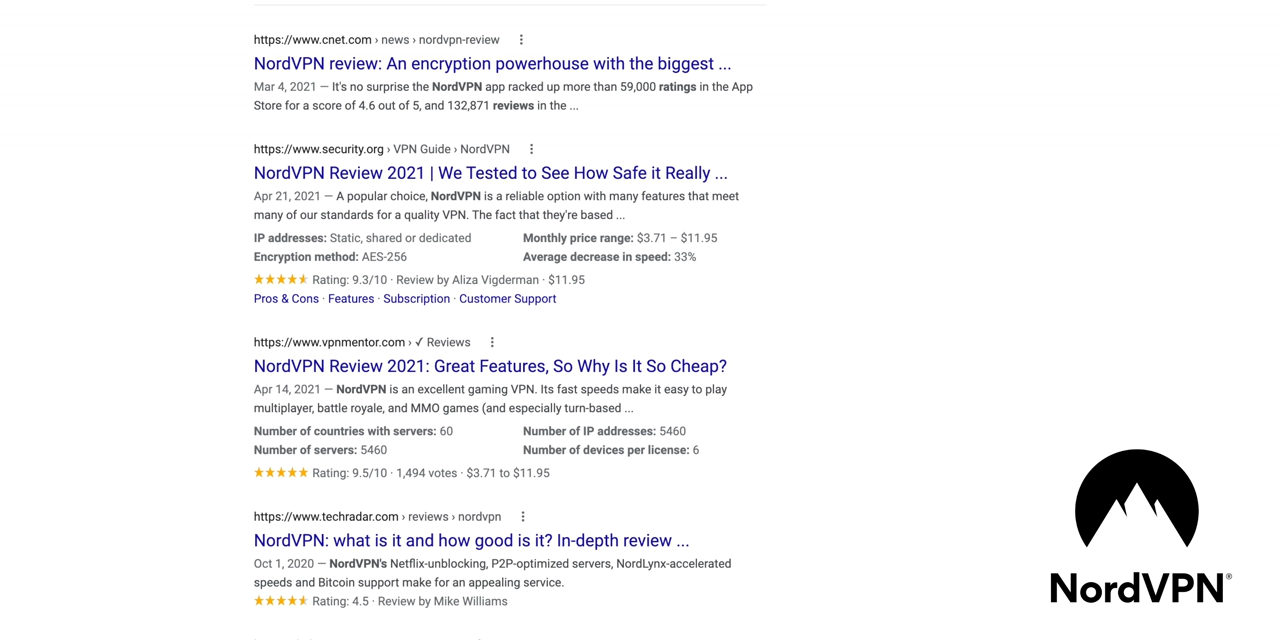 https://www.cnet.com › news › nordvpn-review
NordVPN review: An encryption powerhouse with the biggest ...
Mar 4, 2021 — It's no surprise the NordVPN app racked up more than 59,000 ratings in the App
Store for a score of 4.6 out of 5, and 132,871 reviews in the ...
https://www.security.org › VPN Guide › NordVPN
NordVPN Review 2021 | We Tested to See How Safe it Really ...
Apr 21, 2021 — A popular choice, NordVPN is a reliable option with many features that meet
many of our standards for a quality VPN. The fact that they're based ...
IP addresses: Static, shared or dedicated Monthly price range: $3.71 – $11.95
Encryption method: AES-256 Average decrease in speed: 33%
Rating: 9.3/10 · Review by Aliza Vigderman · $11.95
Pros & Cons · Features · Subscription · Customer Support
https://www.vpnmentor.com › ✓ Reviews
NordVPN Review 2021: Great Features, So Why Is It So Cheap?
Apr 14, 2021 — NordVPN is an excellent gaming VPN. Its fast speeds make it easy to play
multiplayer, battle royale, and MMO games (and especially turn-based ...
Number of countries with servers: 60 Number of IP addresses: 5460
Number of servers: 5460 Number of devices per license: 6
Rating: 9.5/10 · 1,494 votes · $3.71 to $11.95
https://www.techradar.com › reviews › nordvpn
NordVPN: what is it and how good is it? In-depth review ...
Oct 1, 2020 — NordVPN's Netflix-unblocking, P2P-optimized servers, NordLynx-accelerated
speeds and Bitcoin support make for an appealing service.
Rating: 4.5 · Review by Mike Williams
NordVPN®